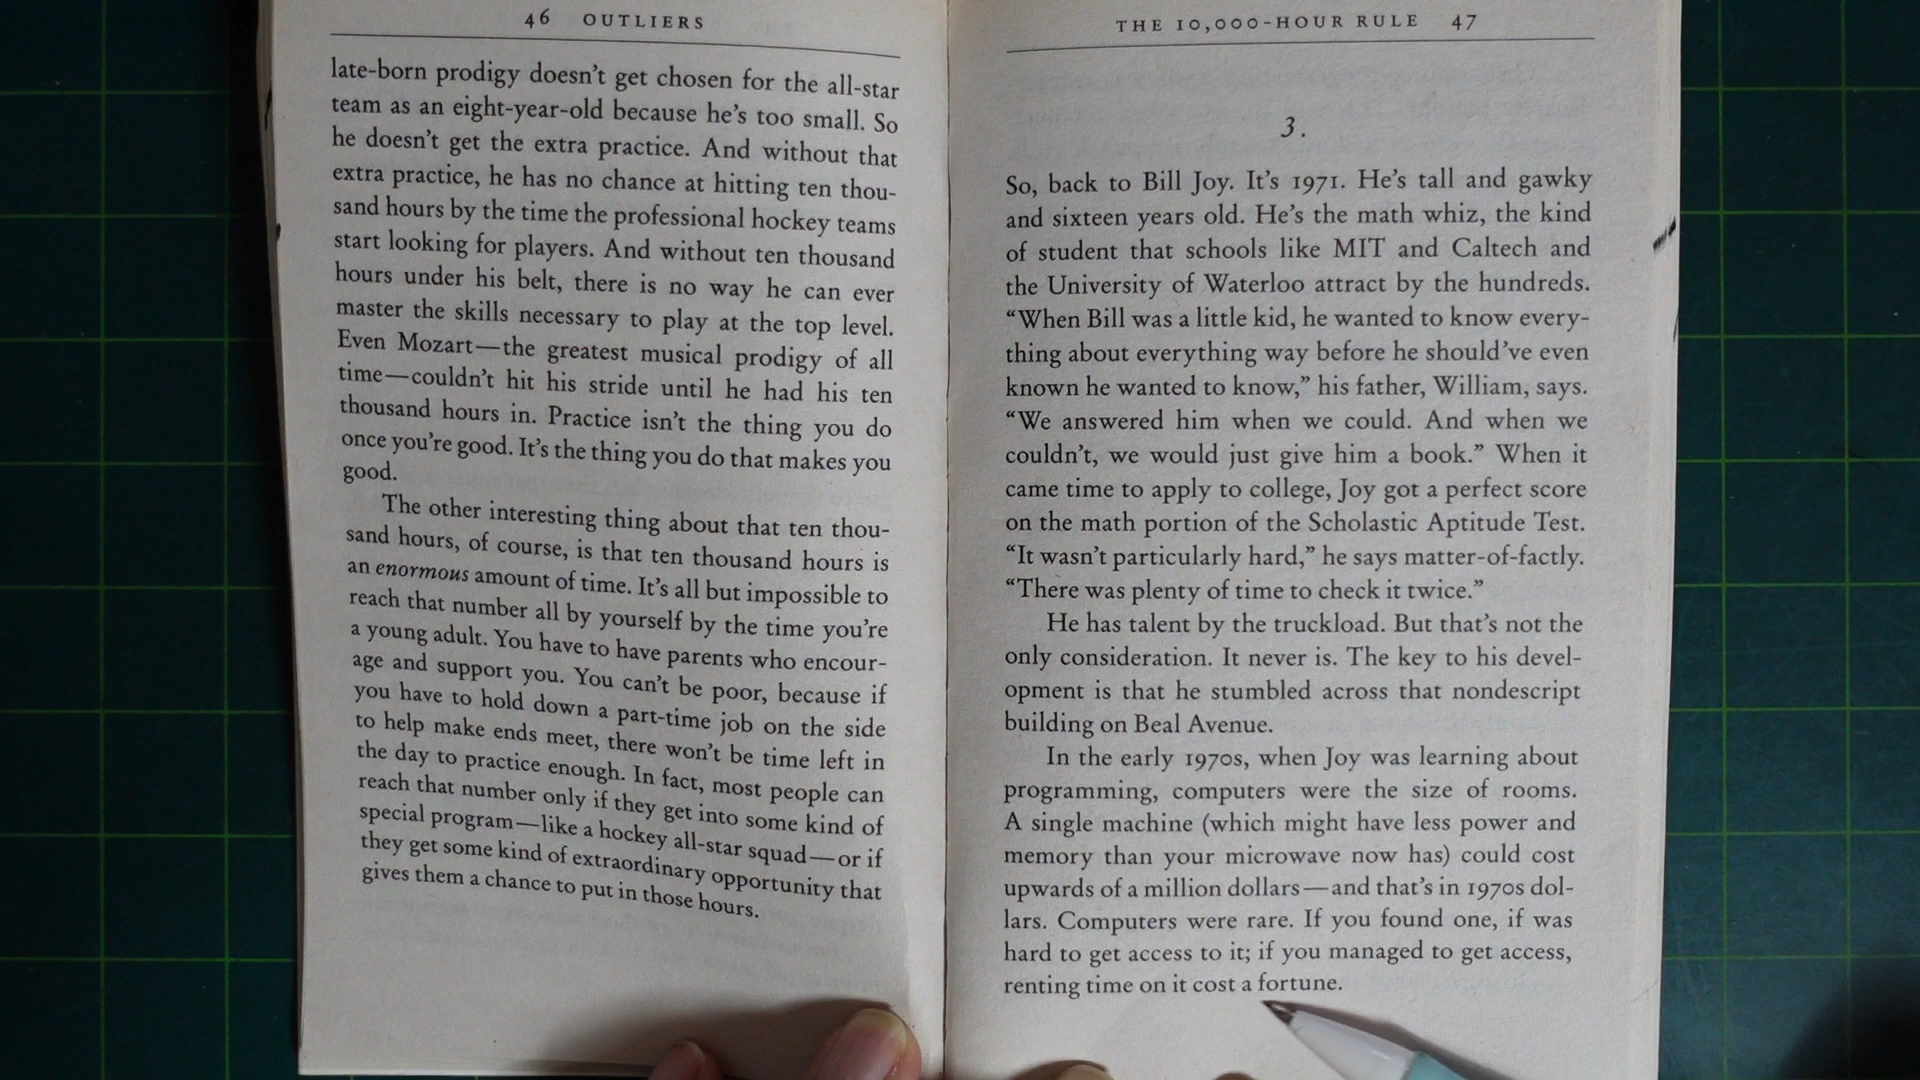 46 OUTLIERS
late-born prodigy doesn't get chosen for the all-star
team as an eight-year-old because he's too small. So
he doesn't get the extra practice. And without that
extra practice, he has no chance at hitting ten thou-
sand hours by the time the professional hockey teams
start looking for players. And without ten thousand
hours under his belt, there is no way he can ever
master the skills necessary to play at the top level.
Even Mozart—the greatest musical prodigy of all
time—couldn't hit his stride until he had his ten
thousand hours in. Practice isn't the thing you do
once you're good. It's the thing you do that makes you
good.
The other interesting thing about that ten thou-
sand hours, of course, is that ten thousand hours is
an enormous amount of time. It's all but impossible to
reach that number all by yourself by the time you're
a young adult. You have to have parents who encour-
age and support you. You can't be poor, because if
you have to hold down a part-time job on the side
to help make ends meet, there won't be time left in
the day to practice enough. In fact, most people can
reach that number only if they get into some kind of
special program—like a hockey all-star squad—or if
they get some kind of extraordinary opportunity that
gives them a chance to put in those hours.
THE 10,000-HOUR RULE 47
3.
So, back to Bill Joy. It's 1971. He's tall and gawky
and sixteen years old. He's the math whiz, the kind
of student that schools like MIT and Caltech and
the University of Waterloo attract by the hundreds.
“When Bill was a little kid, he wanted to know every-
thing about everything way before he should've even
known he wanted to know,” his father, William, says.
“We answered him when we could. And when we
couldn't, we would just give him a book.” When it
came time to apply to college, Joy got a perfect score
on the math portion of the Scholastic Aptitude Test.
“It wasn't particularly hard,” he says matter-of-factly.
“There was plenty of time to check it twice.”
He has talent by the truckload. But that's not the
only consideration. It never is. The key to his devel-
opment is that he stumbled across that nondescript
building on Beal Avenue.
In the early 1970s, when Joy was learning about
programming, computers were the size of rooms.
A single machine (which might have less power and
memory than your microwave now has) could cost
upwards of a million dollars—and that's in 1970s dol-
lars. Computers were rare. If you found one, if was
hard to get access to it; if you managed to get access,
renting time on it cost a fortune.